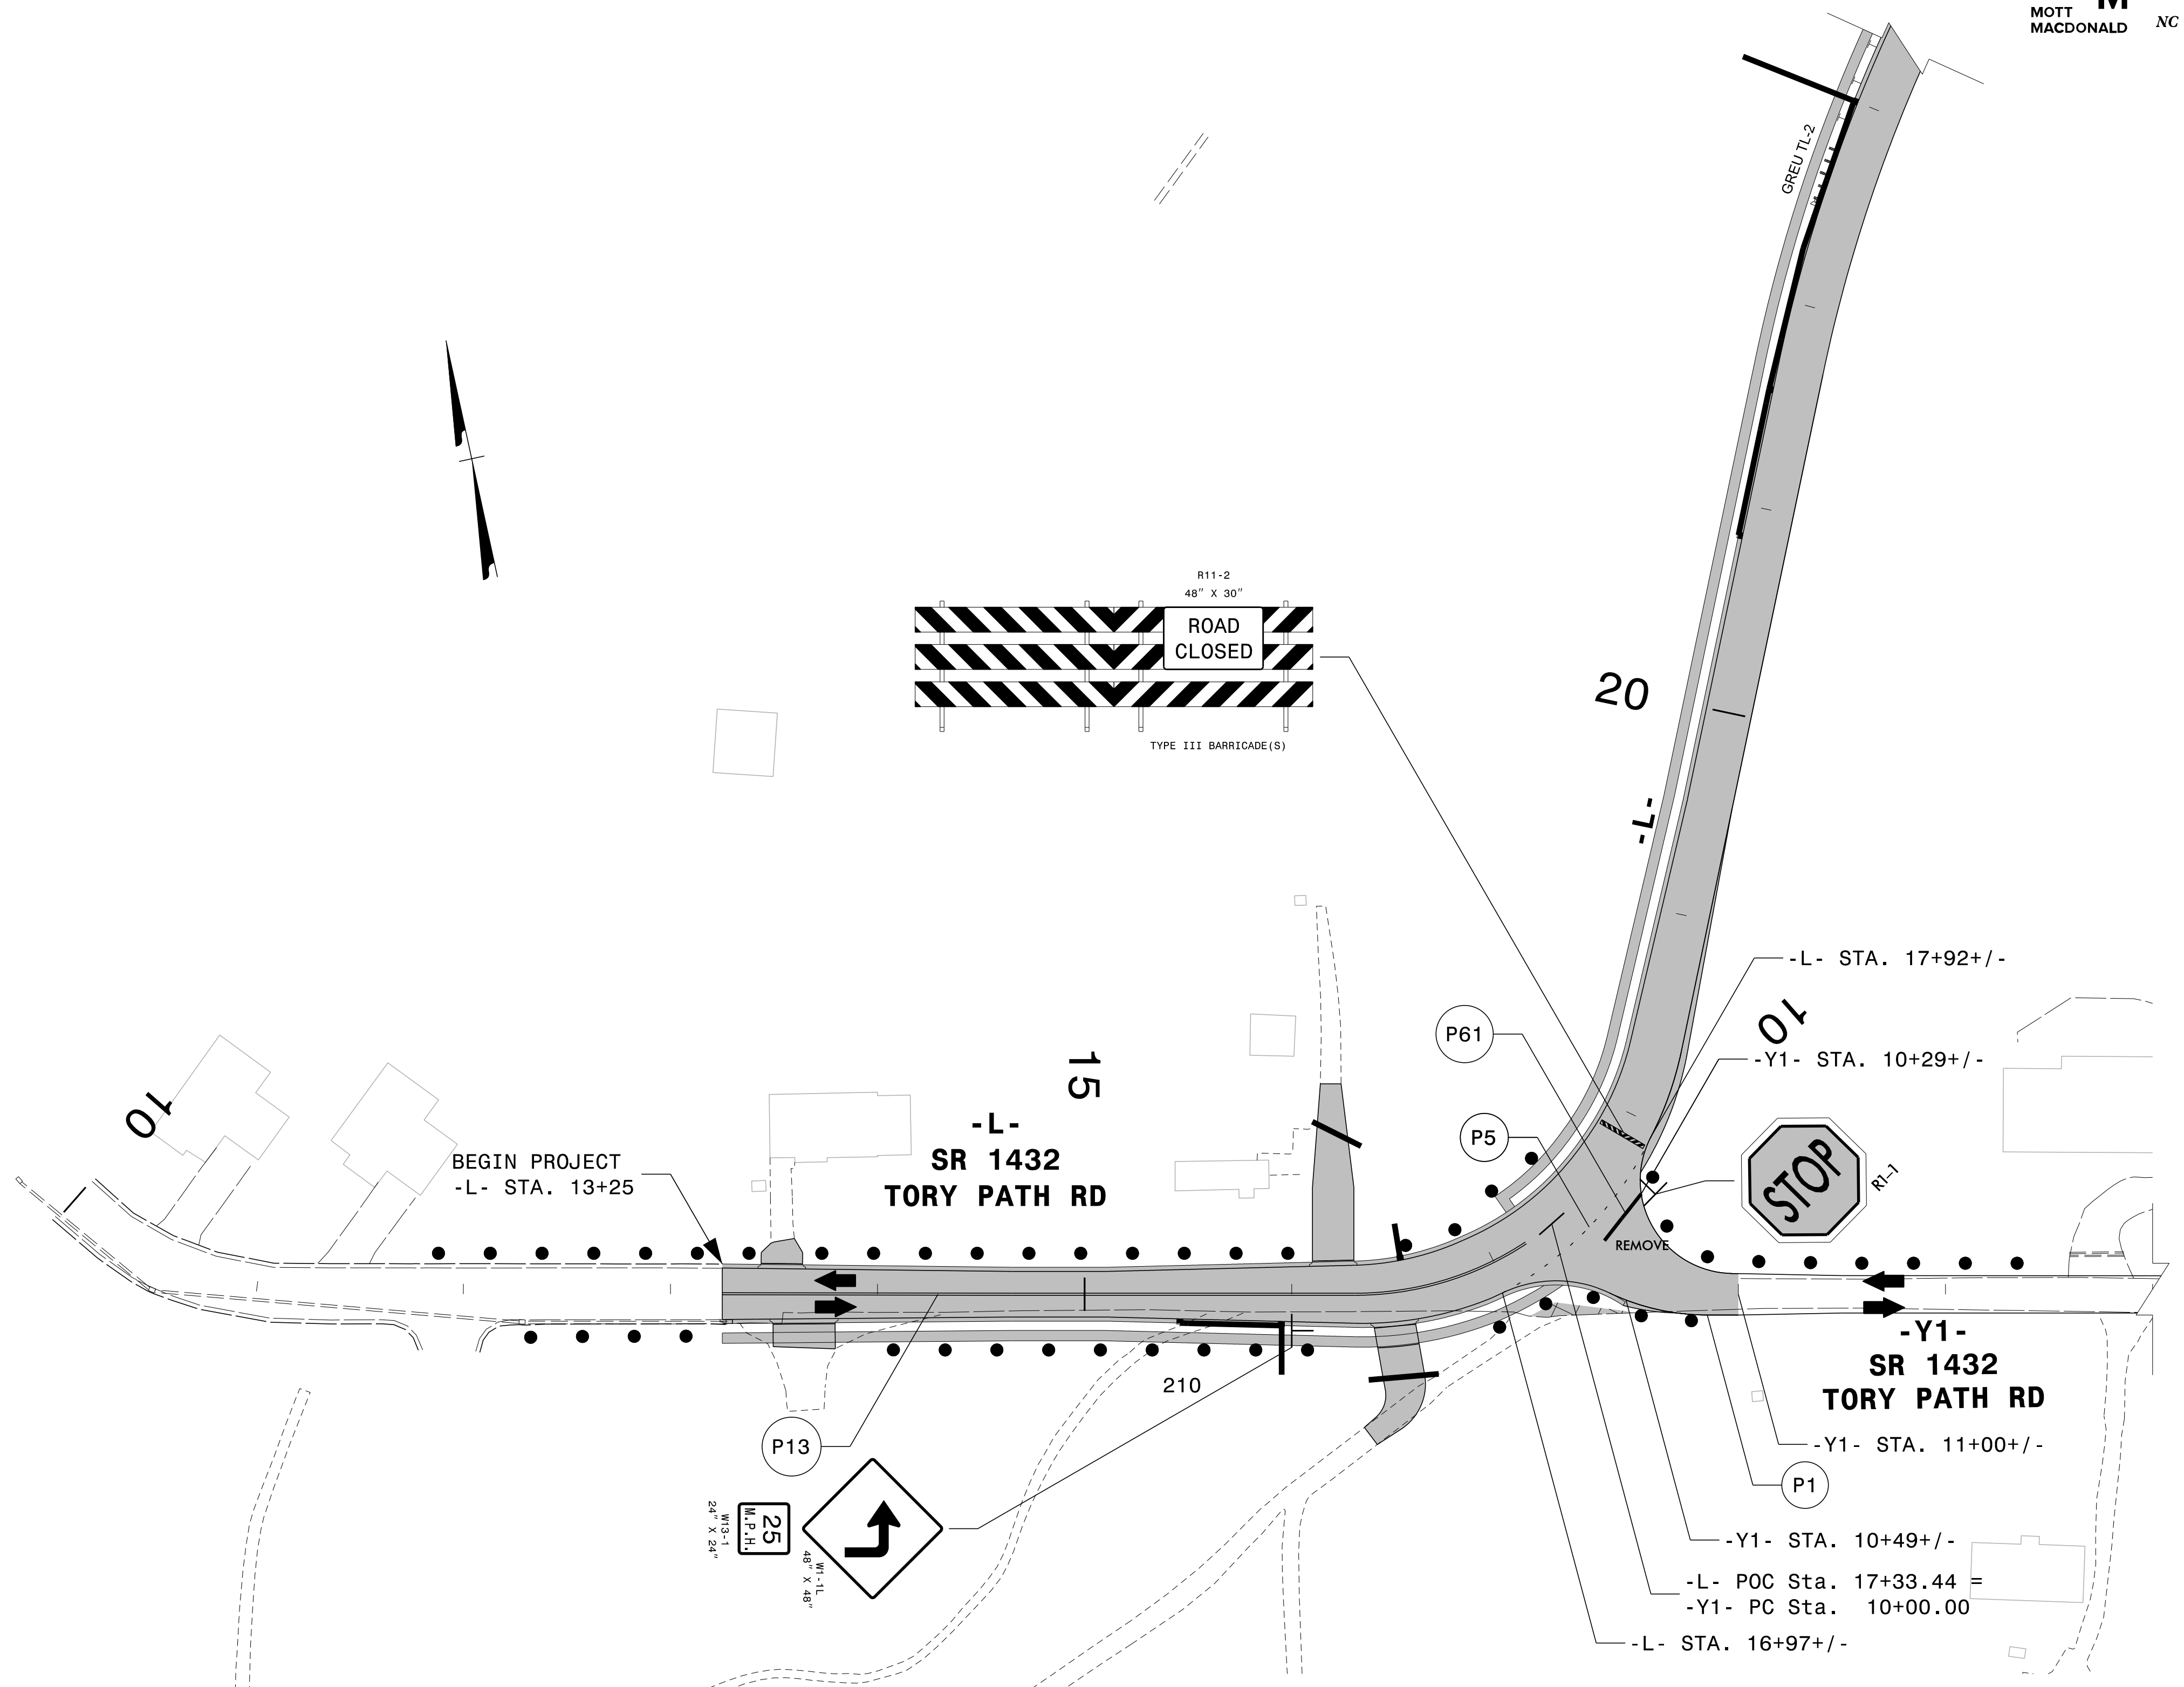 MOTT M
MACDONALD
NC
GREU TL-2
R11-2
48" X 30"
ROAD
CLOSED
TYPE III BARRICADE(S)
20
-L-
-L- STA. 17+92+/-
10
-Y1- STA. 10+29+/-
P61
P5
STOP
R1-1
REMOVE
15
-L-
SR 1432
TORY PATH RD
10
BEGIN PROJECT
-L- STA. 13+25
-Y1-
SR 1432
TORY PATH RD
210
P13
-Y1- STA. 11+00+/-
P1
25
M.P.H.
W13-1
24" X 24"
W1-1L
48" X 48"
-Y1- STA. 10+49+/-
-L- POC Sta. 17+33.44 =
-Y1- PC Sta. 10+00.00
-L- STA. 16+97+/-